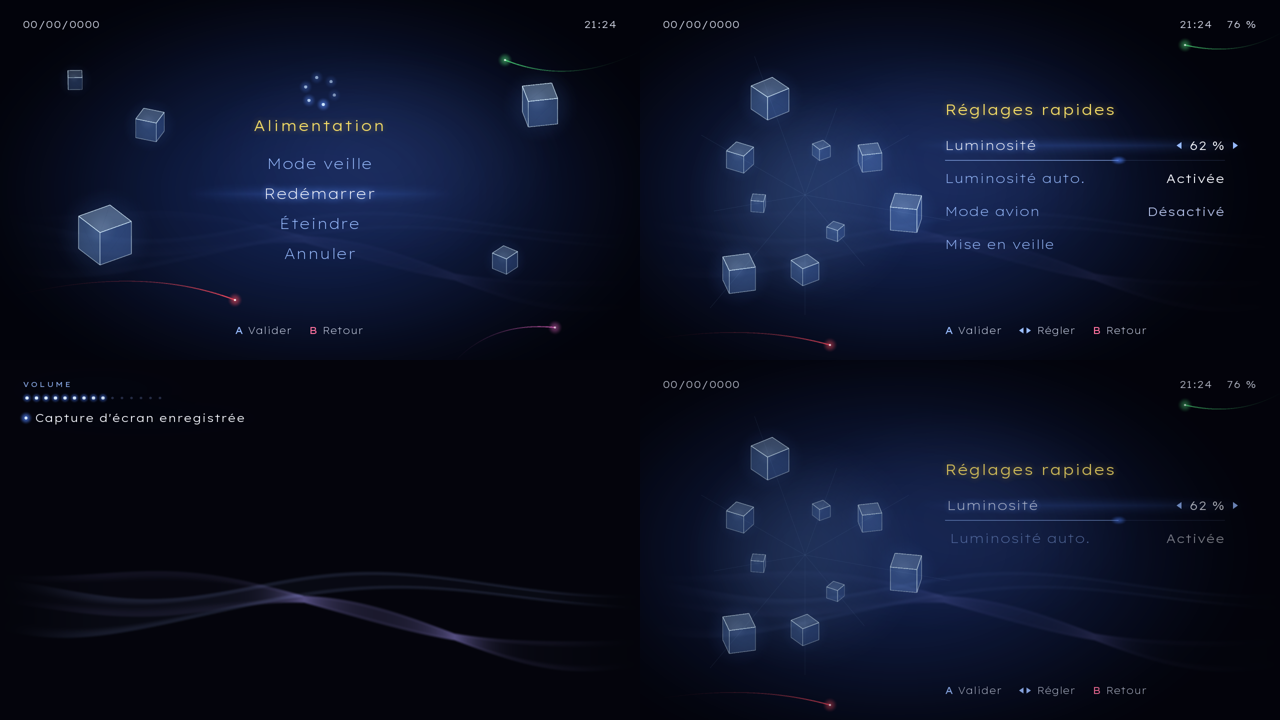 00/00/0000 21:24
Alimentation
Mode veille
Redémarrer
Éteindre
Annuler
A Valider B Retour
00/00/0000 21:24 76 %
Réglages rapides
Luminosité 62 %
Luminosité auto. Activée
Mode avion Désactivé
Mise en veille
A Valider Régler B Retour
VOLUME
Capture d'écran enregistrée
00/00/0000 21:24 76 %
Réglages rapides
Luminosité 62 %
Luminosité auto. Activée
A Valider Régler B Retour